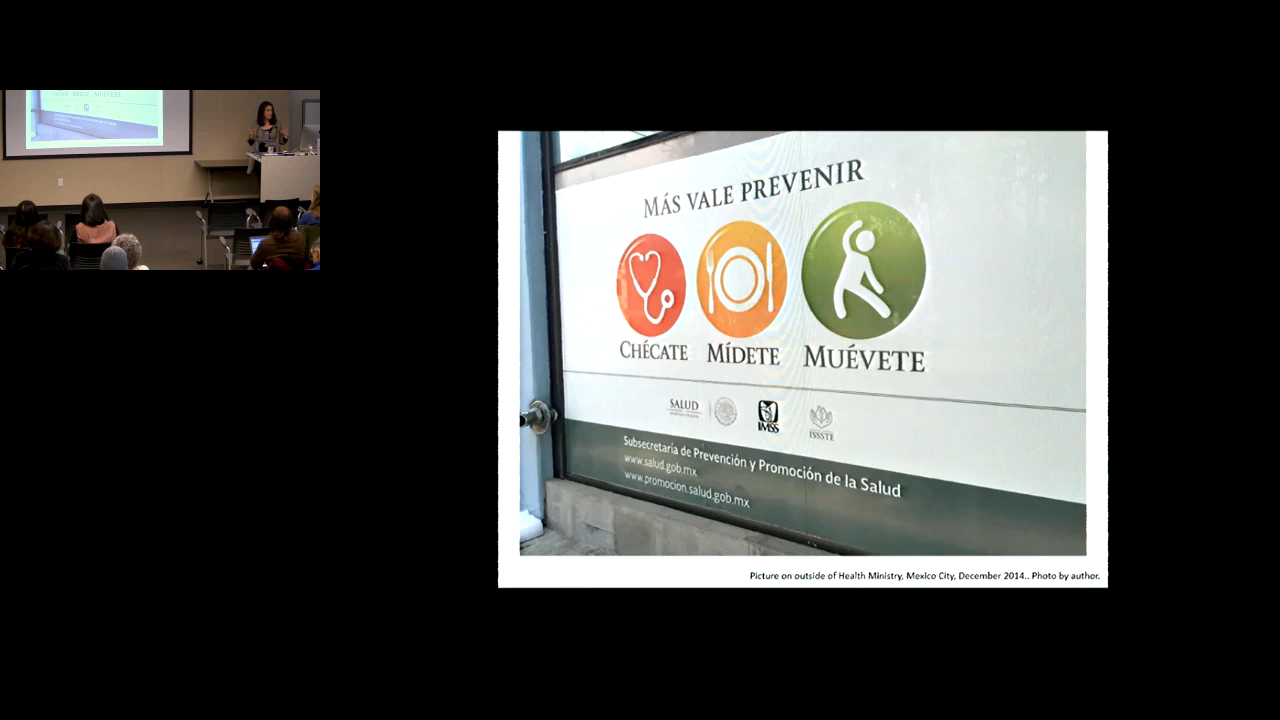 MÁS VALE PREVENIR
CHÉCATE MÍDETE MUÉVETE
SALUD
IMSS
ISSSTE
Subsecretaría de Prevención y Promoción de la Salud
www.salud.gob.mx
www.promocion.salud.gob.mx
Picture on outside of Health Ministry, Mexico City, December 2014.. Photo by author.